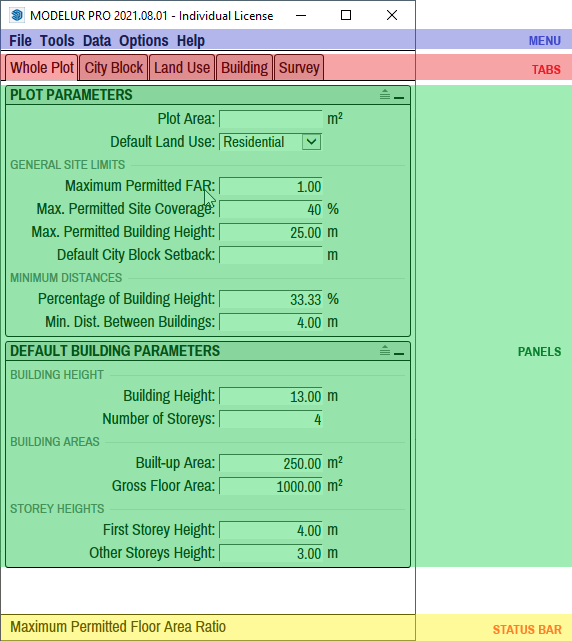 MODELUR PRO 2021.08.01 - Individual License
File Tools Data Options Help MENU
Whole Plot City Block Land Use Building Survey TABS
PLOT PARAMETERS
Plot Area: m²
Default Land Use: Residential
GENERAL SITE LIMITS
Maximum Permitted FAR: 1.00
Max. Permitted Site Coverage: 40 %
Max. Permitted Building Height: 25.00 m
Default City Block Setback: m
MINIMUM DISTANCES
Percentage of Building Height: 33.33 %
Min. Dist. Between Buildings: 4.00 m
DEFAULT BUILDING PARAMETERS PANELS
BUILDING HEIGHT
Building Height: 13.00 m
Number of Storeys: 4
BUILDING AREAS
Built-up Area: 250.00 m²
Gross Floor Area: 1000.00 m²
STOREY HEIGHTS
First Storey Height: 4.00 m
Other Storeys Height: 3.00 m
Maximum Permitted Floor Area Ratio STATUS BAR